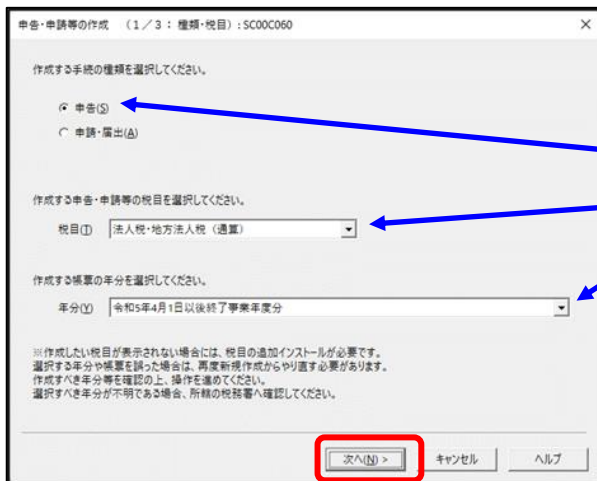 申告・申請等の作成　（1／3：種類・税目）：SC00C060
作成する手続の種類を選択してください。
申告(S)
申請・届出(A)
作成する申告・申請等の税目を選択してください。
税目(T)　法人税・地方法人税（通算）
作成する帳票の年分を選択してください。
年分(Y)　令和5年4月1日以後終了事業年度分
※作成したい税目が表示されない場合には、税目の追加インストールが必要です。
選択する年分や帳票を誤った場合は、再度新規作成からやり直す必要があります。
作成すべき年分等を確認の上、操作を進めてください。
選択すべき年分が不明である場合、所轄の税務署へ確認してください。
次へ(N) >　キャンセル　ヘルプ